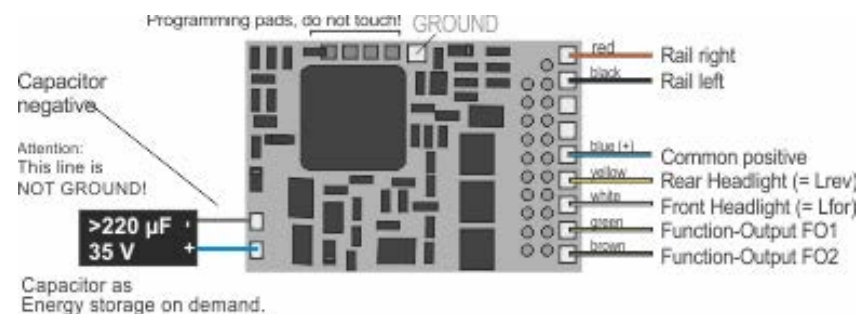 Programming pads, do not touch!
GROUND
Capacitor
negative
Attention:
This line is
NOT GROUND!
>220 µF -
35 V +
Capacitor as
Energy storage on demand.
red Rail right
black Rail left
blue (+) Common positive
yellow Rear Headlight (= Lrev)
white Front Headlight (= Lfor)
green Function-Output FO1
brown Function-Output FO2